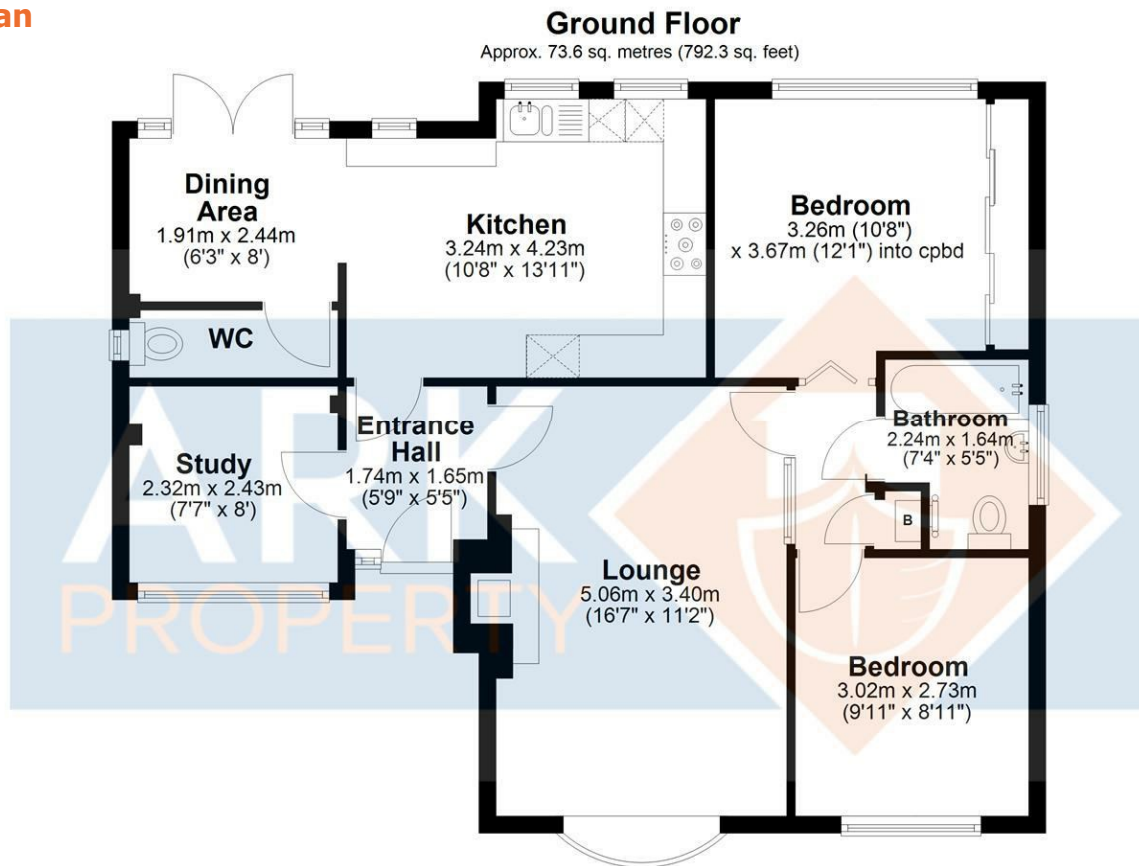 an
Ground Floor
Approx. 73.6 sq. metres (792.3 sq. feet)
Dining
Area
1.91m x 2.44m
(6'3" x 8')
Kitchen
3.24m x 4.23m
(10'8" x 13'11")
Bedroom
3.26m (10'8")
x 3.67m (12'1") into cpbd
WC
Study
2.32m x 2.43m
(7'7" x 8')
Entrance
Hall
1.74m x 1.65m
(5'9" x 5'5")
Bathroom
2.24m x 1.64m
(7'4" x 5'5")
B
Lounge
5.06m x 3.40m
(16'7" x 11'2")
Bedroom
3.02m x 2.73m
(9'11" x 8'11")
ARK
PROPERTY